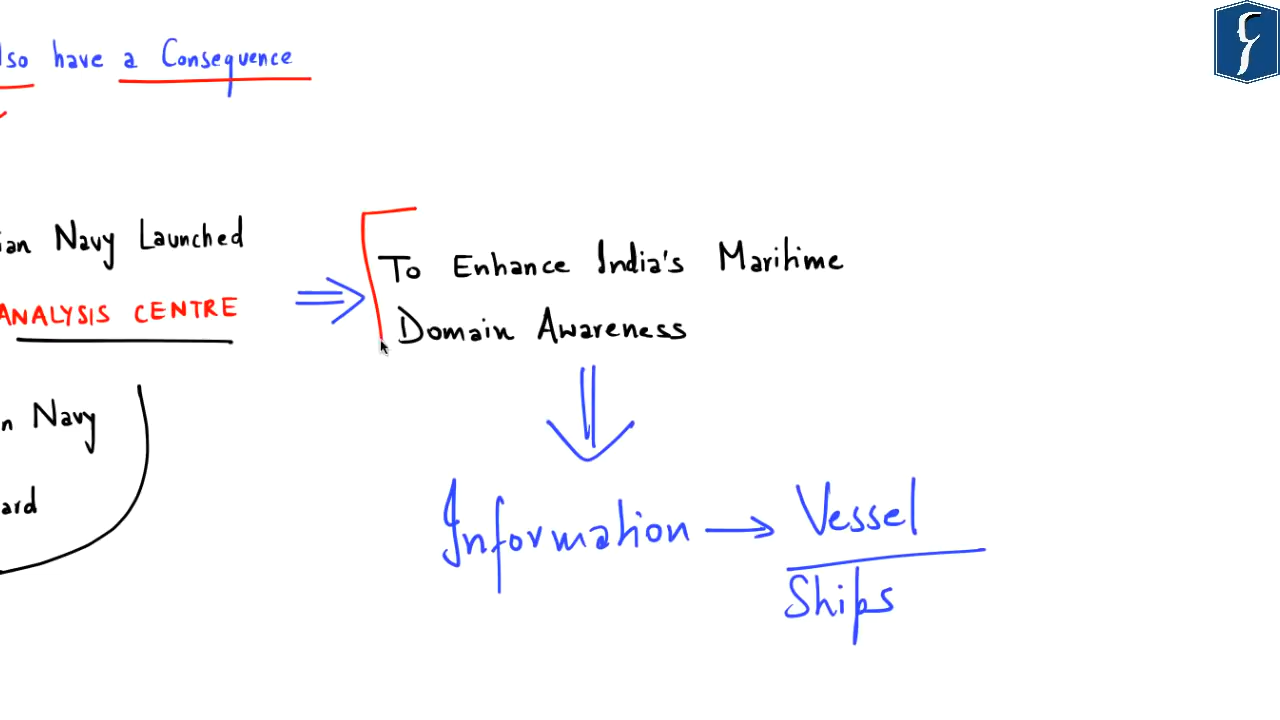 lso have a Consequence
ian Navy Launched
ANALYSIS CENTRE
To Enhance India's Maritime
Domain Awareness
n Navy
ard
Information → Vessel
Ships